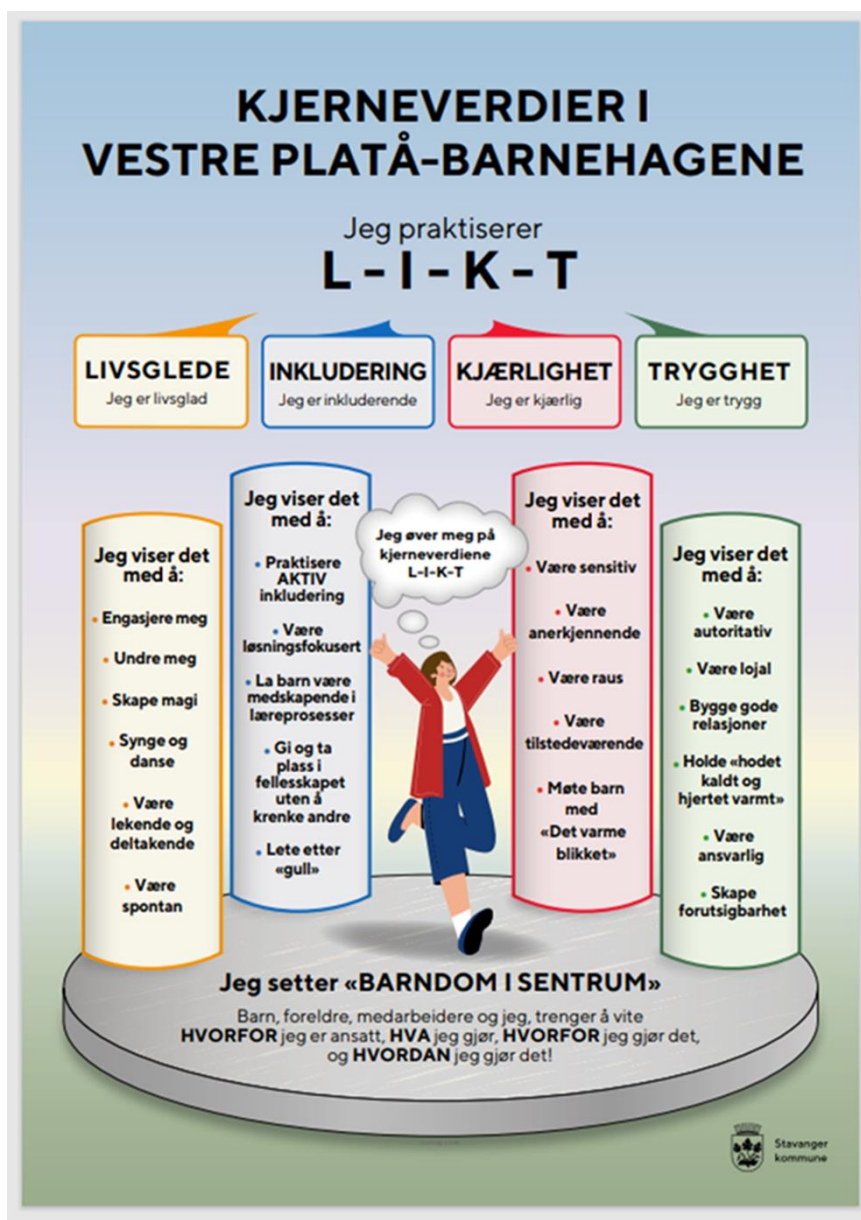 KJERNEVERDIER I
VESTRE PLATÅ-BARNEHAGENE
Jeg praktiserer
L - I - K - T
LIVSGLEDE
Jeg er livsglad
INKLUDERING
Jeg er inkluderende
KJÆRLIGHET
Jeg er kjærlig
TRYGGHET
Jeg er trygg
Jeg viser det
med å:
• Engasjere meg
• Undre meg
• Skape magi
• Synge og
danse
• Være
lekende og
deltakende
• Være
spontan
Jeg viser det
med å:
• Praktisere
AKTIV
inkludering
• Være
løsningsfokusert
• La barn være
medskapende i
læreprosesser
• Gi og ta
plass i
fellesskapet
uten å
krenke andre
• Lete etter
«gull»
Jeg øver meg på
kjerneverdiene
L-I-K-T
Jeg viser det
med å:
• Være sensitiv
• Være
anerkjennende
• Være raus
• Være
tilstedeværende
• Møte barn
med
«Det varme
blikket»
Jeg viser det
med å:
• Være
autoritativ
• Være lojal
• Bygge gode
relasjoner
• Holde «hodet
kaldt og
hjertet varmt»
• Være
ansvarlig
• Skape
forutsigbarhet
Jeg setter «BARNDOM I SENTRUM»
Barn, foreldre, medarbeidere og jeg, trenger å vite
HVORFOR jeg er ansatt, HVA jeg gjør, HVORFOR jeg gjør det,
og HVORDAN jeg gjør det!
Stavanger
kommune